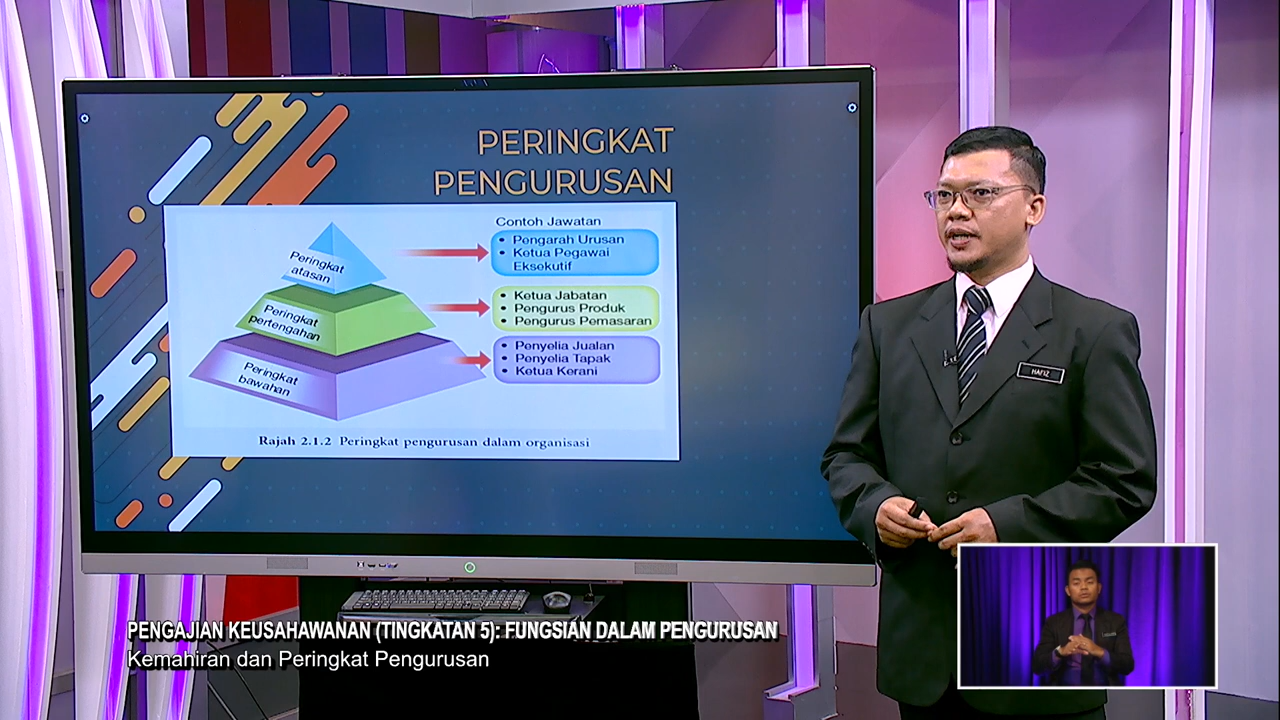 PERINGKAT
PENGURUSAN
Contoh Jawatan
Peringkat
atasan
• Pengarah Urusan
• Ketua Pegawai
Eksekutif
Peringkat
pertengahan
• Ketua Jabatan
• Pengurus Produk
• Pengurus Pemasaran
Peringkat
bawahan
• Penyelia Jualan
• Penyelia Tapak
• Ketua Kerani
Rajah 2.1.2 Peringkat pengurusan dalam organisasi
HAFIZ
PENGAJIAN KEUSAHAWANAN (TINGKATAN 5): FUNGSIAN DALAM PENGURUSAN
Kemahiran dan Peringkat Pengurusan